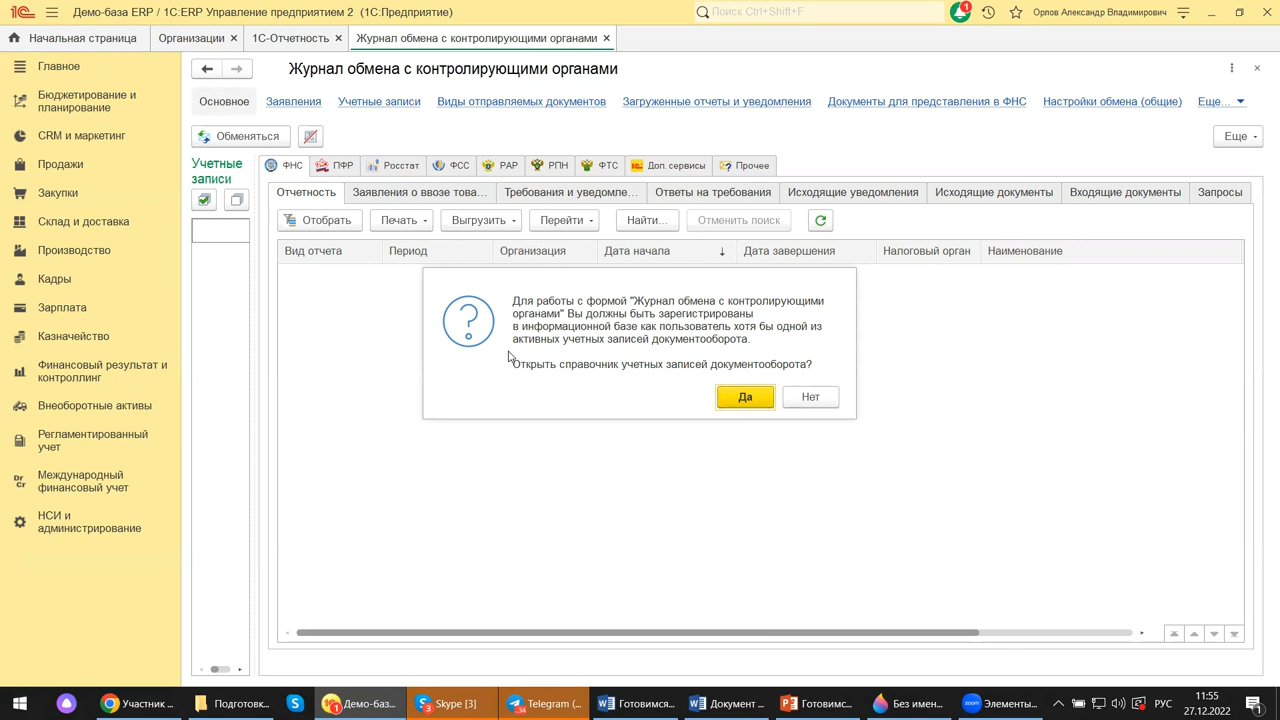 Демо-база ERP / 1С:ERP Управление предприятием 2 (1С:Предприятие)
Поиск Ctrl+Shift+F
1
Орлов Александр Владимирович
Начальная страница
Организации
1С-Отчетность
Журнал обмена с контролирующими органами
Главное
Бюджетирование и
планирование
CRM и маркетинг
Продажи
Закупки
Склад и доставка
Производство
Кадры
Зарплата
Казначейство
Финансовый результат и
контроллинг
Внеоборотные активы
Регламентированный
учет
Международный
финансовый учет
НСИ и
администрирование
Журнал обмена с контролирующими органами
Основное Заявления Учетные записи Виды отправляемых документов Загруженные отчеты и уведомления Документы для представления в ФНС Настройки обмена (общие) Еще...
Обменяться
Еще
Учетные
записи
ФНС ПФР Росстат ФСС РАР РПН ФТС Доп. сервисы Прочее
Отчетность Заявления о ввозе това... Требования и уведомле... Ответы на требования Исходящие уведомления Исходящие документы Входящие документы Запросы
Отобрать Печать Выгрузить Перейти Найти... Отменить поиск
Вид отчета Период Организация Дата начала Дата завершения Налоговый орган Наименование
Для работы с формой "Журнал обмена с контролирующими
органами" Вы должны быть зарегистрированы
в информационной базе как пользователь хотя бы одной из
активных учетных записей документооборота.
Открыть справочник учетных записей документооборота?
Да Нет
Участник ... Подготовк... Демо-баз... Skype [3] Telegram (... Готовимся... Документ ... Готовимс... Без имен... Элементы...
РУС
11:55
27.12.2022